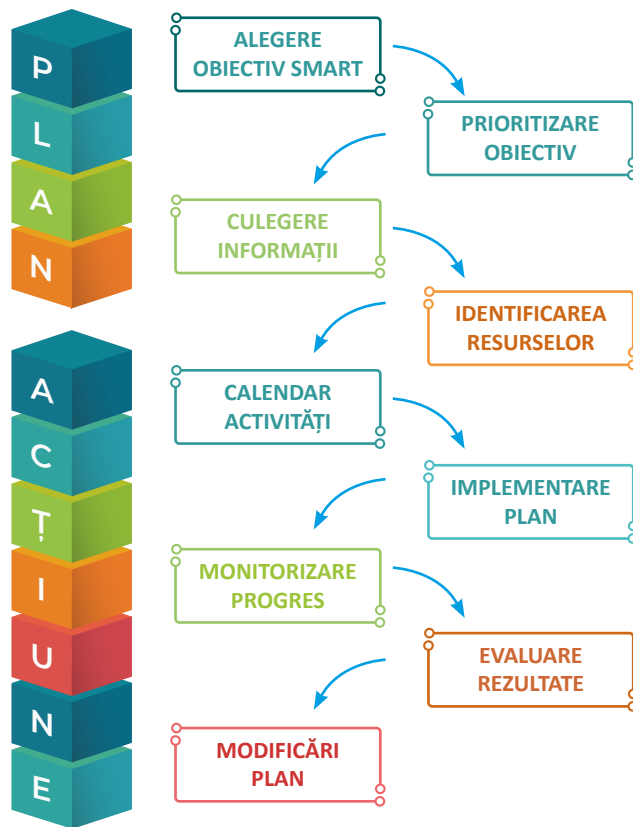 P
L
A
N
A
C
Ț
I
U
N
E
ALEGERE
OBIECTIV SMART
PRIORITIZARE
OBIECTIV
CULEGERE
INFORMAȚII
IDENTIFICAREA
RESURSELOR
CALENDAR
ACTIVITĂȚI
IMPLEMENTARE
PLAN
MONITORIZARE
PROGRES
EVALUARE
REZULTATE
MODIFICĂRI
PLAN